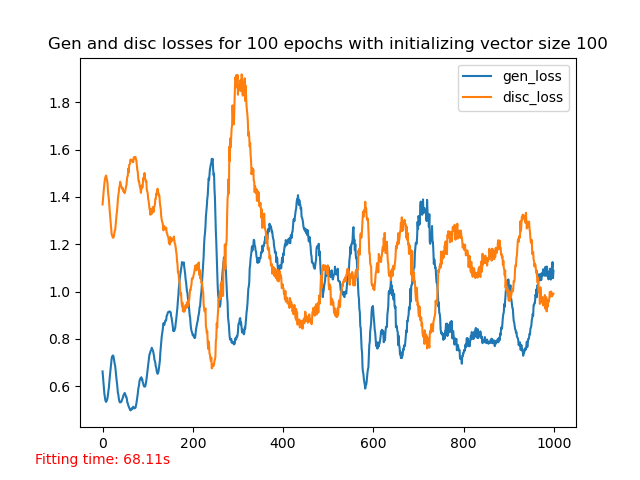 Gen and disc losses for 100 epochs with initializing vector size 100
gen_loss
disc_loss
1.8
1.6
1.4
1.2
1.0
0.8
0.6
0 200 400 600 800 1000
Fitting time: 68.11s